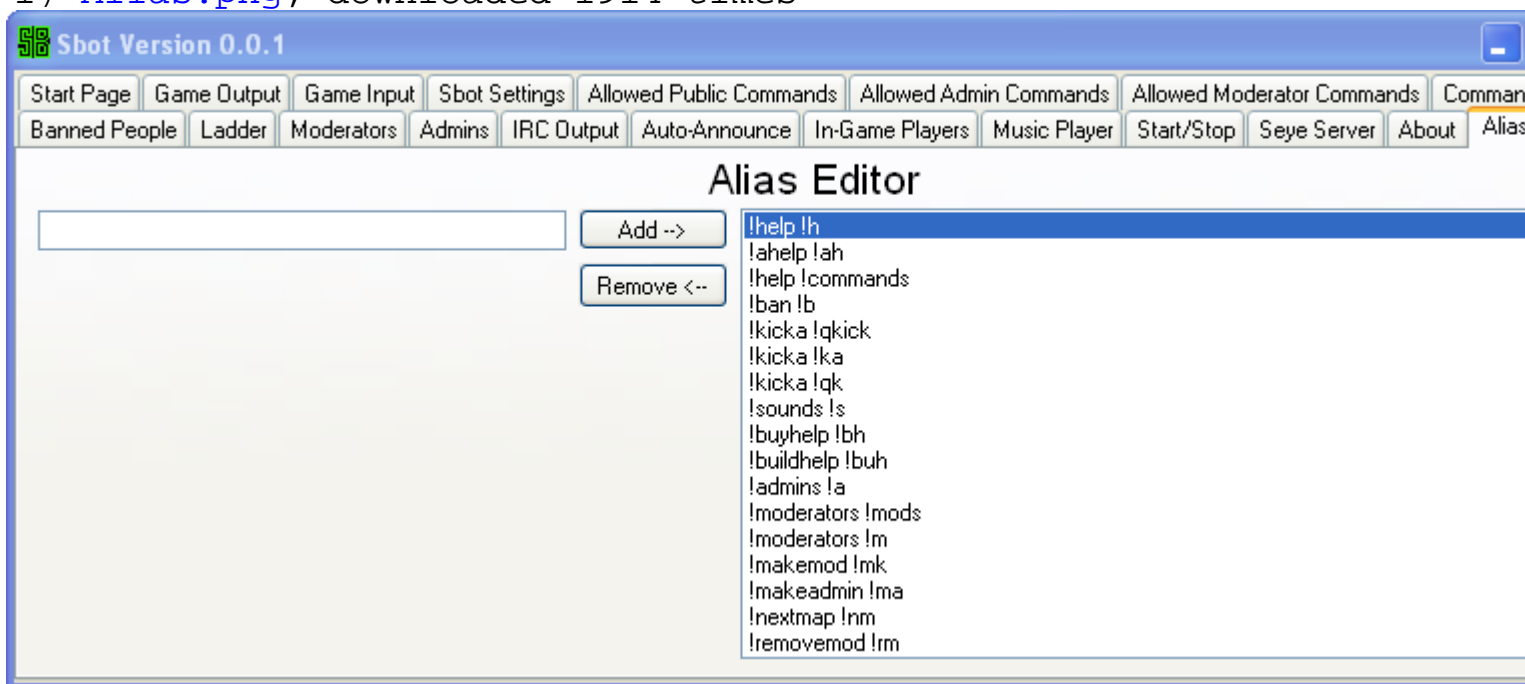 Sbot Version 0.0.1
Start Page Game Output Game Input Sbot Settings Allowed Public Commands Allowed Admin Commands Allowed Moderator Commands Comman
Banned People Ladder Moderators Admins IRC Output Auto-Announce In-Game Players Music Player Start/Stop Seye Server About Alias
Alias Editor
Add -->
Remove <--
!help !h
!ahelp !ah
!help !commands
!ban !b
!kicka !qkick
!kicka !ka
!kicka !qk
!sounds !s
!buyhelp !bh
!buildhelp !buh
!admins !a
!moderators !mods
!moderators !m
!makemod !mk
!makeadmin !ma
!nextmap !nm
!removemod !rm